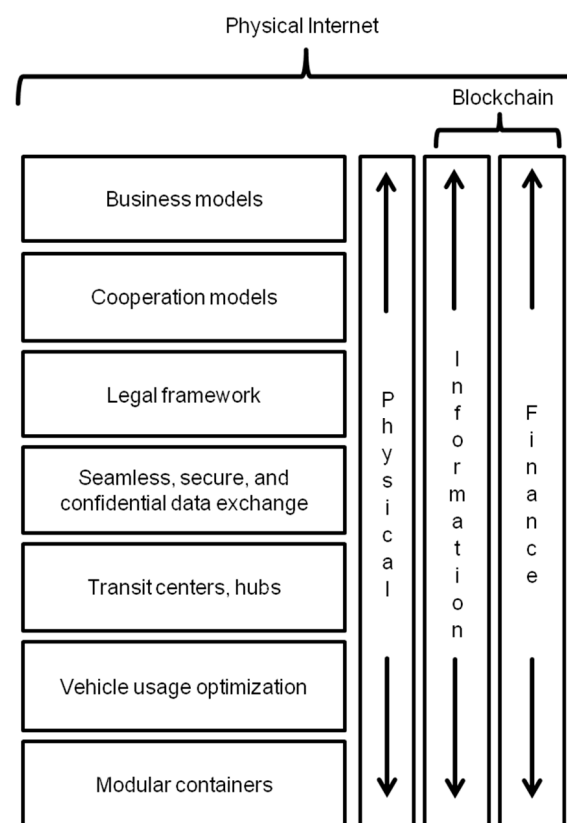 Physical Internet
Blockchain
Business models
Cooperation models
Legal framework
Seamless, secure, and
confidential data exchange
Transit centers, hubs
Vehicle usage optimization
Modular containers
Physical
Information
Finance